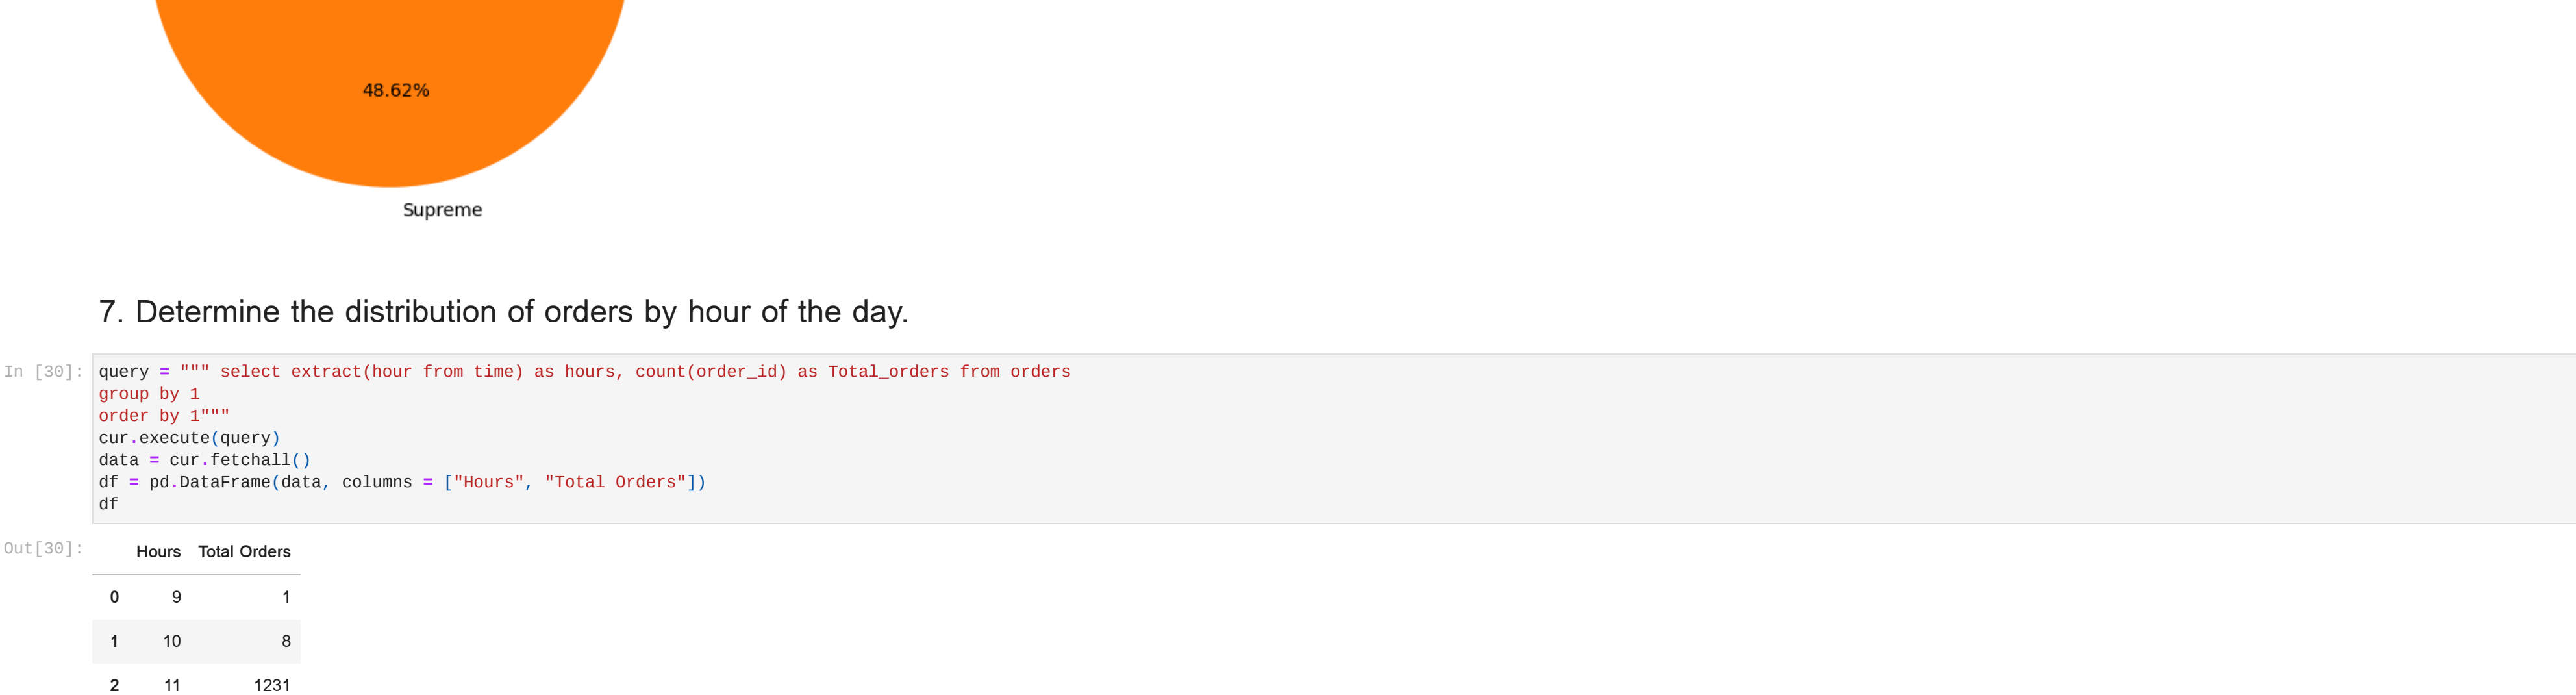 48.62%
Supreme
7. Determine the distribution of orders by hour of the day.
In [30]:
query = """ select extract(hour from time) as hours, count(order_id) as Total_orders from orders
group by 1
order by 1"""
cur.execute(query)
data = cur.fetchall()
df = pd.DataFrame(data, columns = ["Hours", "Total Orders"])
df
Out[30]:
Hours Total Orders
0 9 1
1 10 8
2 11 1231